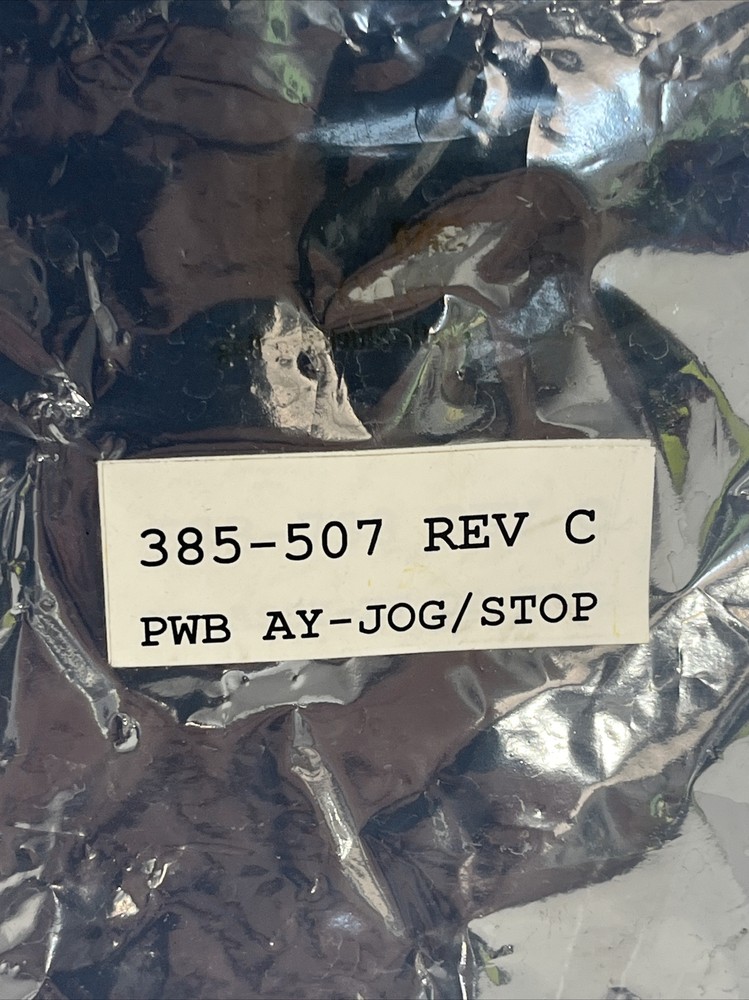 385-507 REV C
PWB AY-JOG/STOP